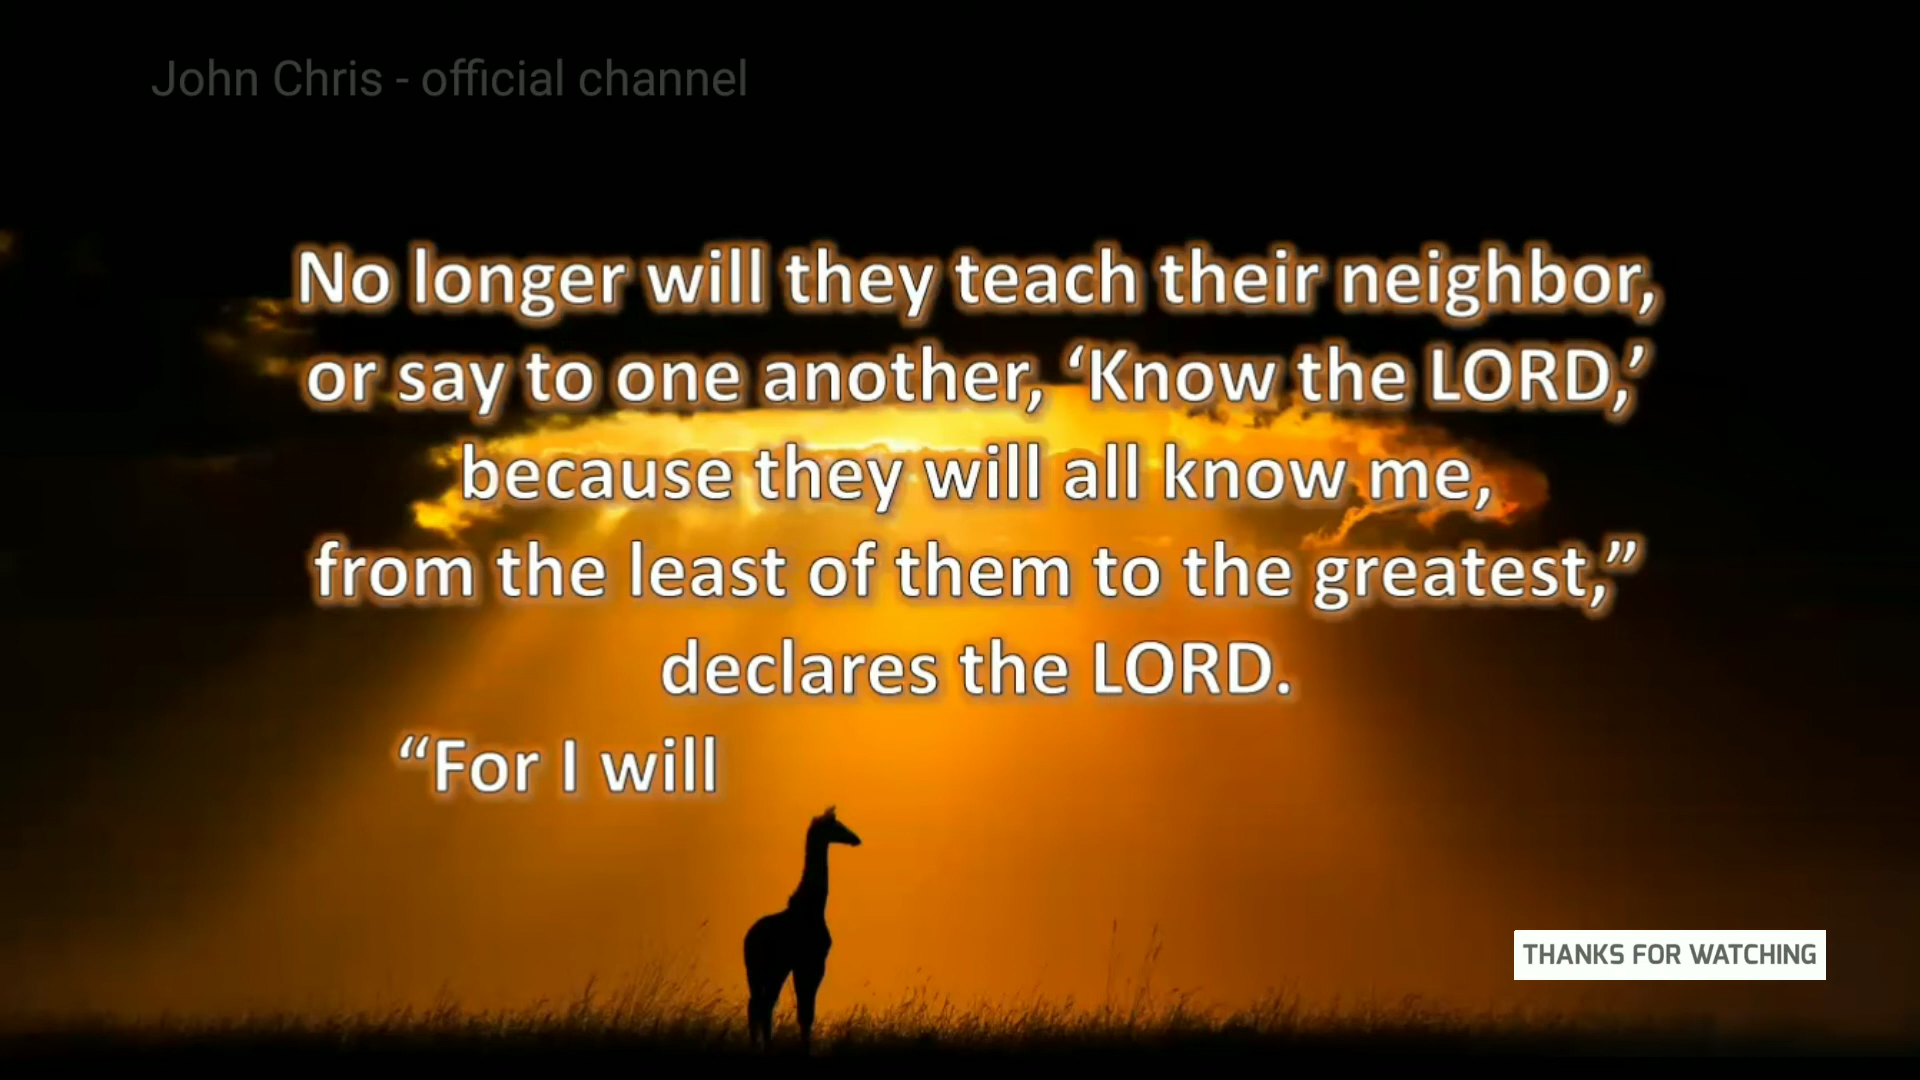 John Chris - official channel
No longer will they teach their neighbor,
or say to one another, ‘Know the LORD,’
because they will all know me,
from the least of them to the greatest,”
declares the LORD.
“For I will
THANKS FOR WATCHING